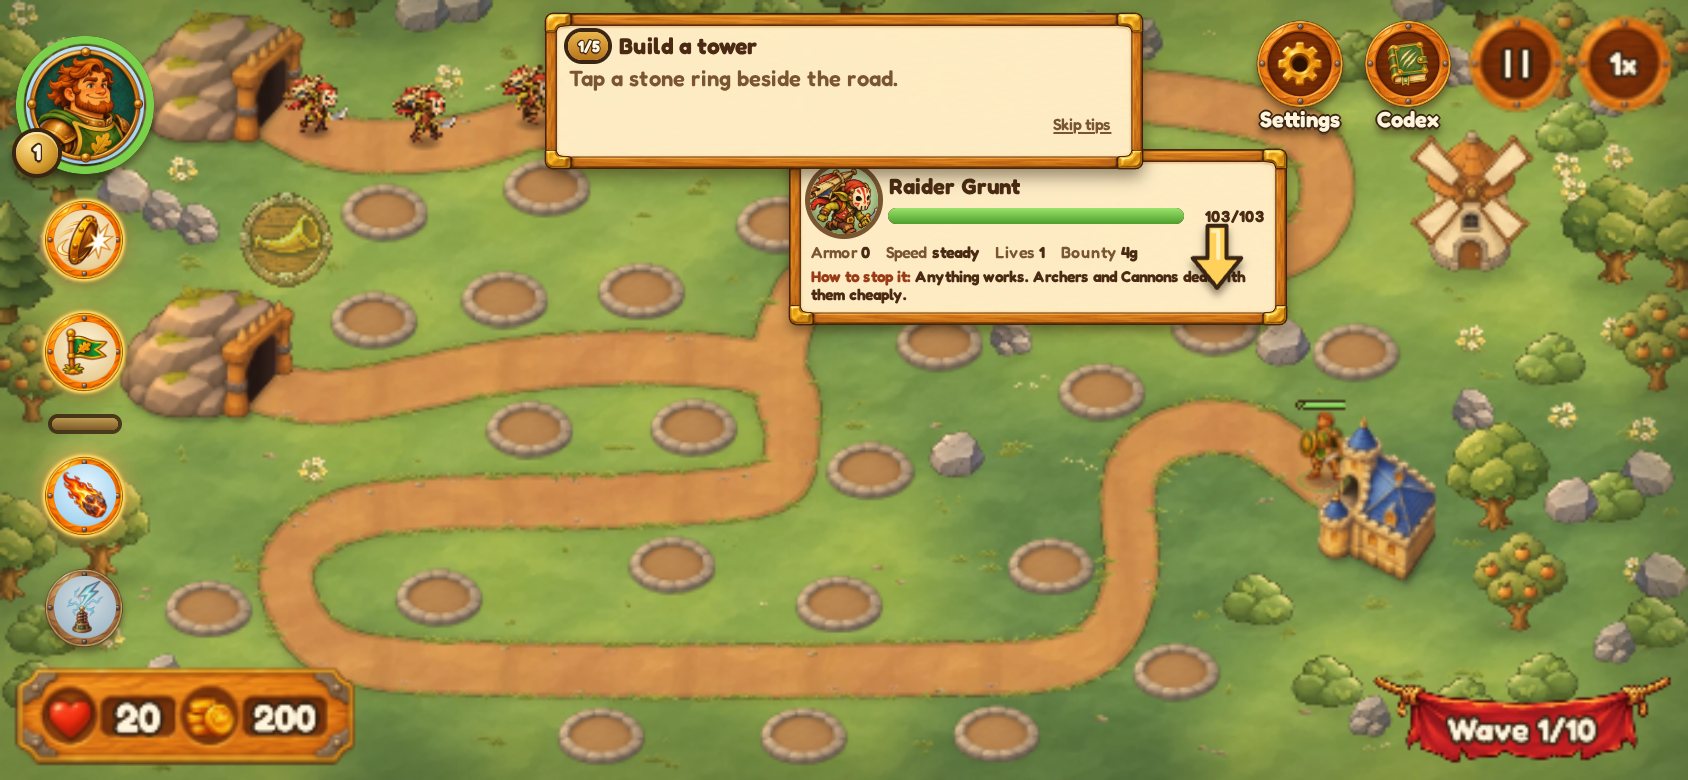 1/5 Build a tower
Tap a stone ring beside the road.
Skip tips
Settings
Codex
1x
1
Raider Grunt
103/103
Armor 0 Speed steady Lives 1 Bounty 4g
How to stop it: Anything works. Archers and Cannons deal with
them cheaply.
20
200
Wave 1/10